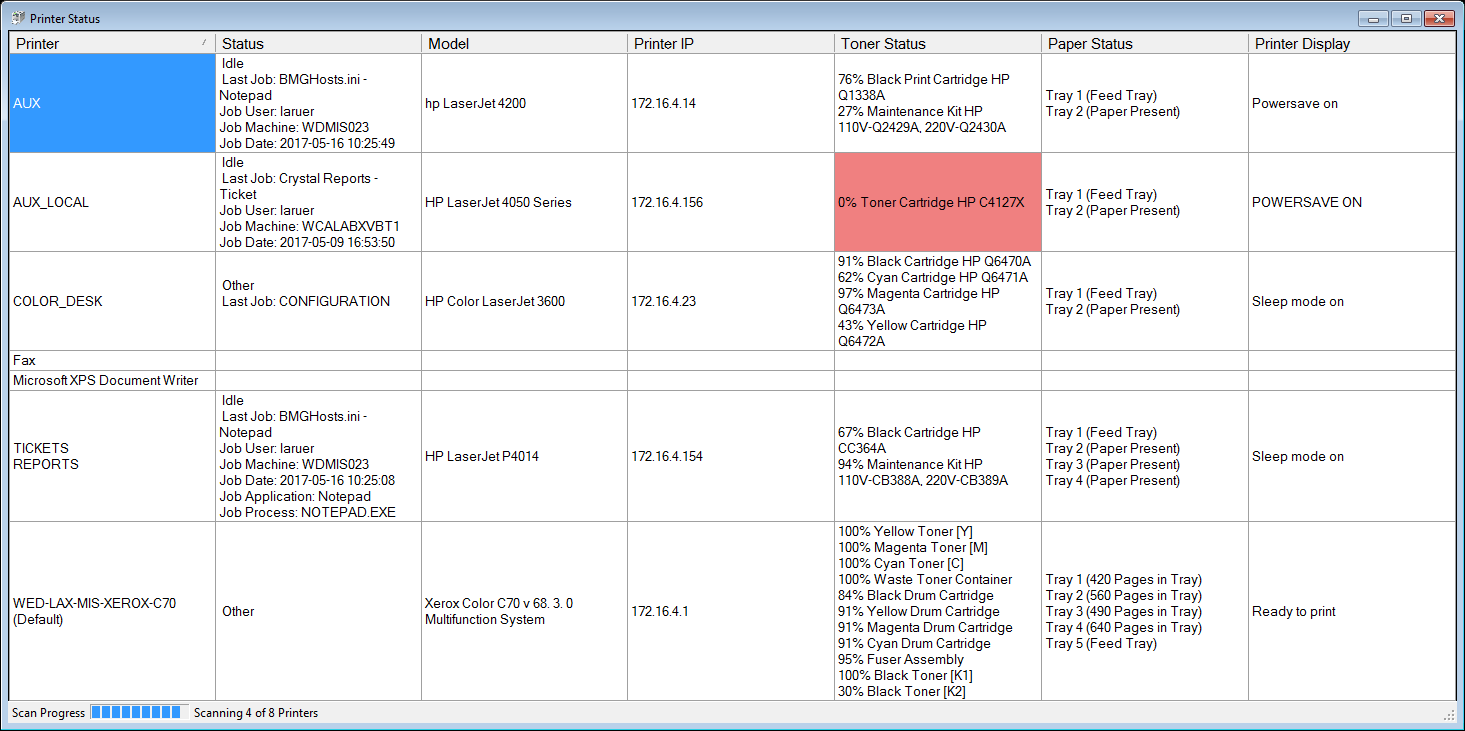 Printer Status
Printer Status Model Printer IP Toner Status Paper Status Printer Display
AUX
Idle
Last Job: BMGHosts.ini -
Notepad
Job User: laruer
Job Machine: WDMIS023
Job Date: 2017-05-16 10:25:49
hp LaserJet 4200
172.16.4.14
76% Black Print Cartridge HP
Q1338A
27% Maintenance Kit HP
110V-Q2429A, 220V-Q2430A
Tray 1 (Feed Tray)
Tray 2 (Paper Present)
Powersave on
AUX_LOCAL
Idle
Last Job: Crystal Reports -
Ticket
Job User: laruer
Job Machine: WCALABXVBT1
Job Date: 2017-05-09 16:53:50
HP LaserJet 4050 Series
172.16.4.156
0% Toner Cartridge HP C4127X
Tray 1 (Feed Tray)
Tray 2 (Paper Present)
POWERSAVE ON
COLOR_DESK
Other
Last Job: CONFIGURATION
HP Color LaserJet 3600
172.16.4.23
91% Black Cartridge HP Q6470A
62% Cyan Cartridge HP Q6471A
97% Magenta Cartridge HP
Q6473A
43% Yellow Cartridge HP
Q6472A
Tray 1 (Feed Tray)
Tray 2 (Paper Present)
Sleep mode on
Fax
Microsoft XPS Document Writer
TICKETS
REPORTS
Idle
Last Job: BMGHosts.ini -
Notepad
Job User: laruer
Job Machine: WDMIS023
Job Date: 2017-05-16 10:25:08
Job Application: Notepad
Job Process: NOTEPAD.EXE
HP LaserJet P4014
172.16.4.154
67% Black Cartridge HP
CC364A
94% Maintenance Kit HP
110V-CB388A, 220V-CB389A
Tray 1 (Feed Tray)
Tray 2 (Paper Present)
Tray 3 (Paper Present)
Tray 4 (Paper Present)
Sleep mode on
WED-LAX-MIS-XEROX-C70
(Default)
Other
Xerox Color C70 v 68. 3. 0
Multifunction System
172.16.4.1
100% Yellow Toner [Y]
100% Magenta Toner [M]
100% Cyan Toner [C]
100% Waste Toner Container
84% Black Drum Cartridge
91% Yellow Drum Cartridge
91% Magenta Drum Cartridge
91% Cyan Drum Cartridge
95% Fuser Assembly
100% Black Toner [K1]
30% Black Toner [K2]
Tray 1 (420 Pages in Tray)
Tray 2 (560 Pages in Tray)
Tray 3 (490 Pages in Tray)
Tray 4 (640 Pages in Tray)
Tray 5 (Feed Tray)
Ready to print
Scan Progress Scanning 4 of 8 Printers